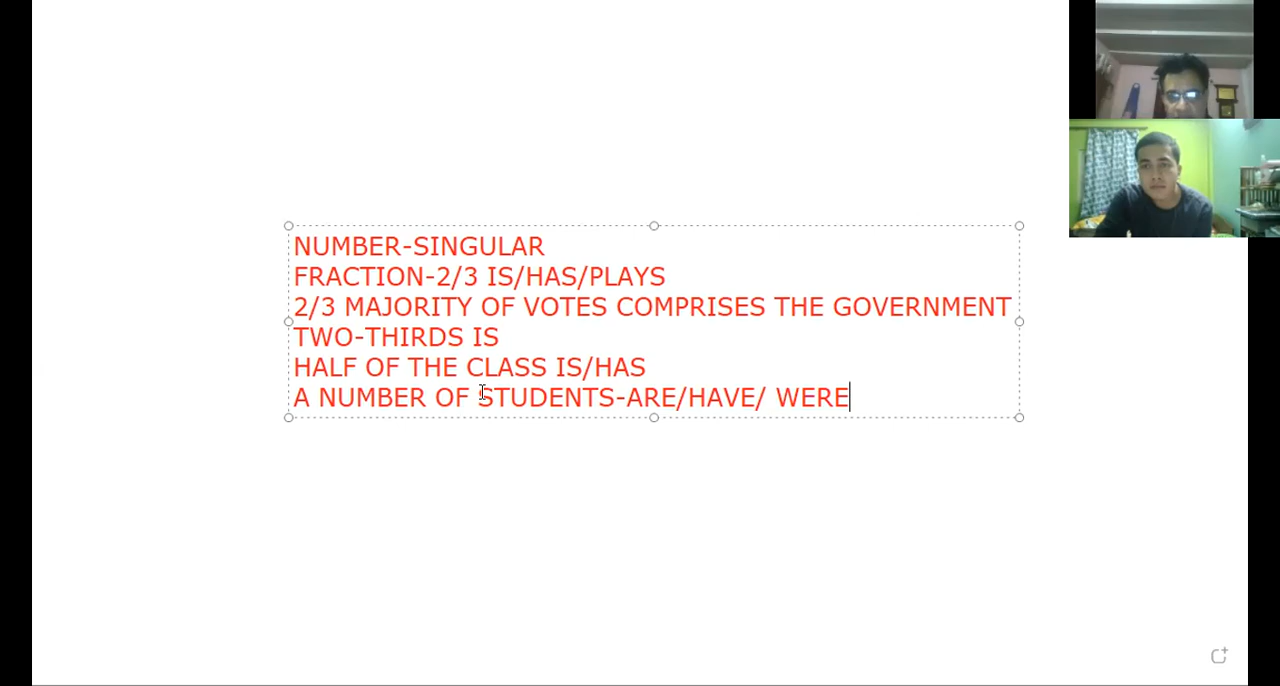 NUMBER-SINGULAR
FRACTION-2/3 IS/HAS/PLAYS
2/3 MAJORITY OF VOTES COMPRISES THE GOVERNMENT
TWO-THIRDS IS
HALF OF THE CLASS IS/HAS
A NUMBER OF STUDENTS-ARE/HAVE/ WERE